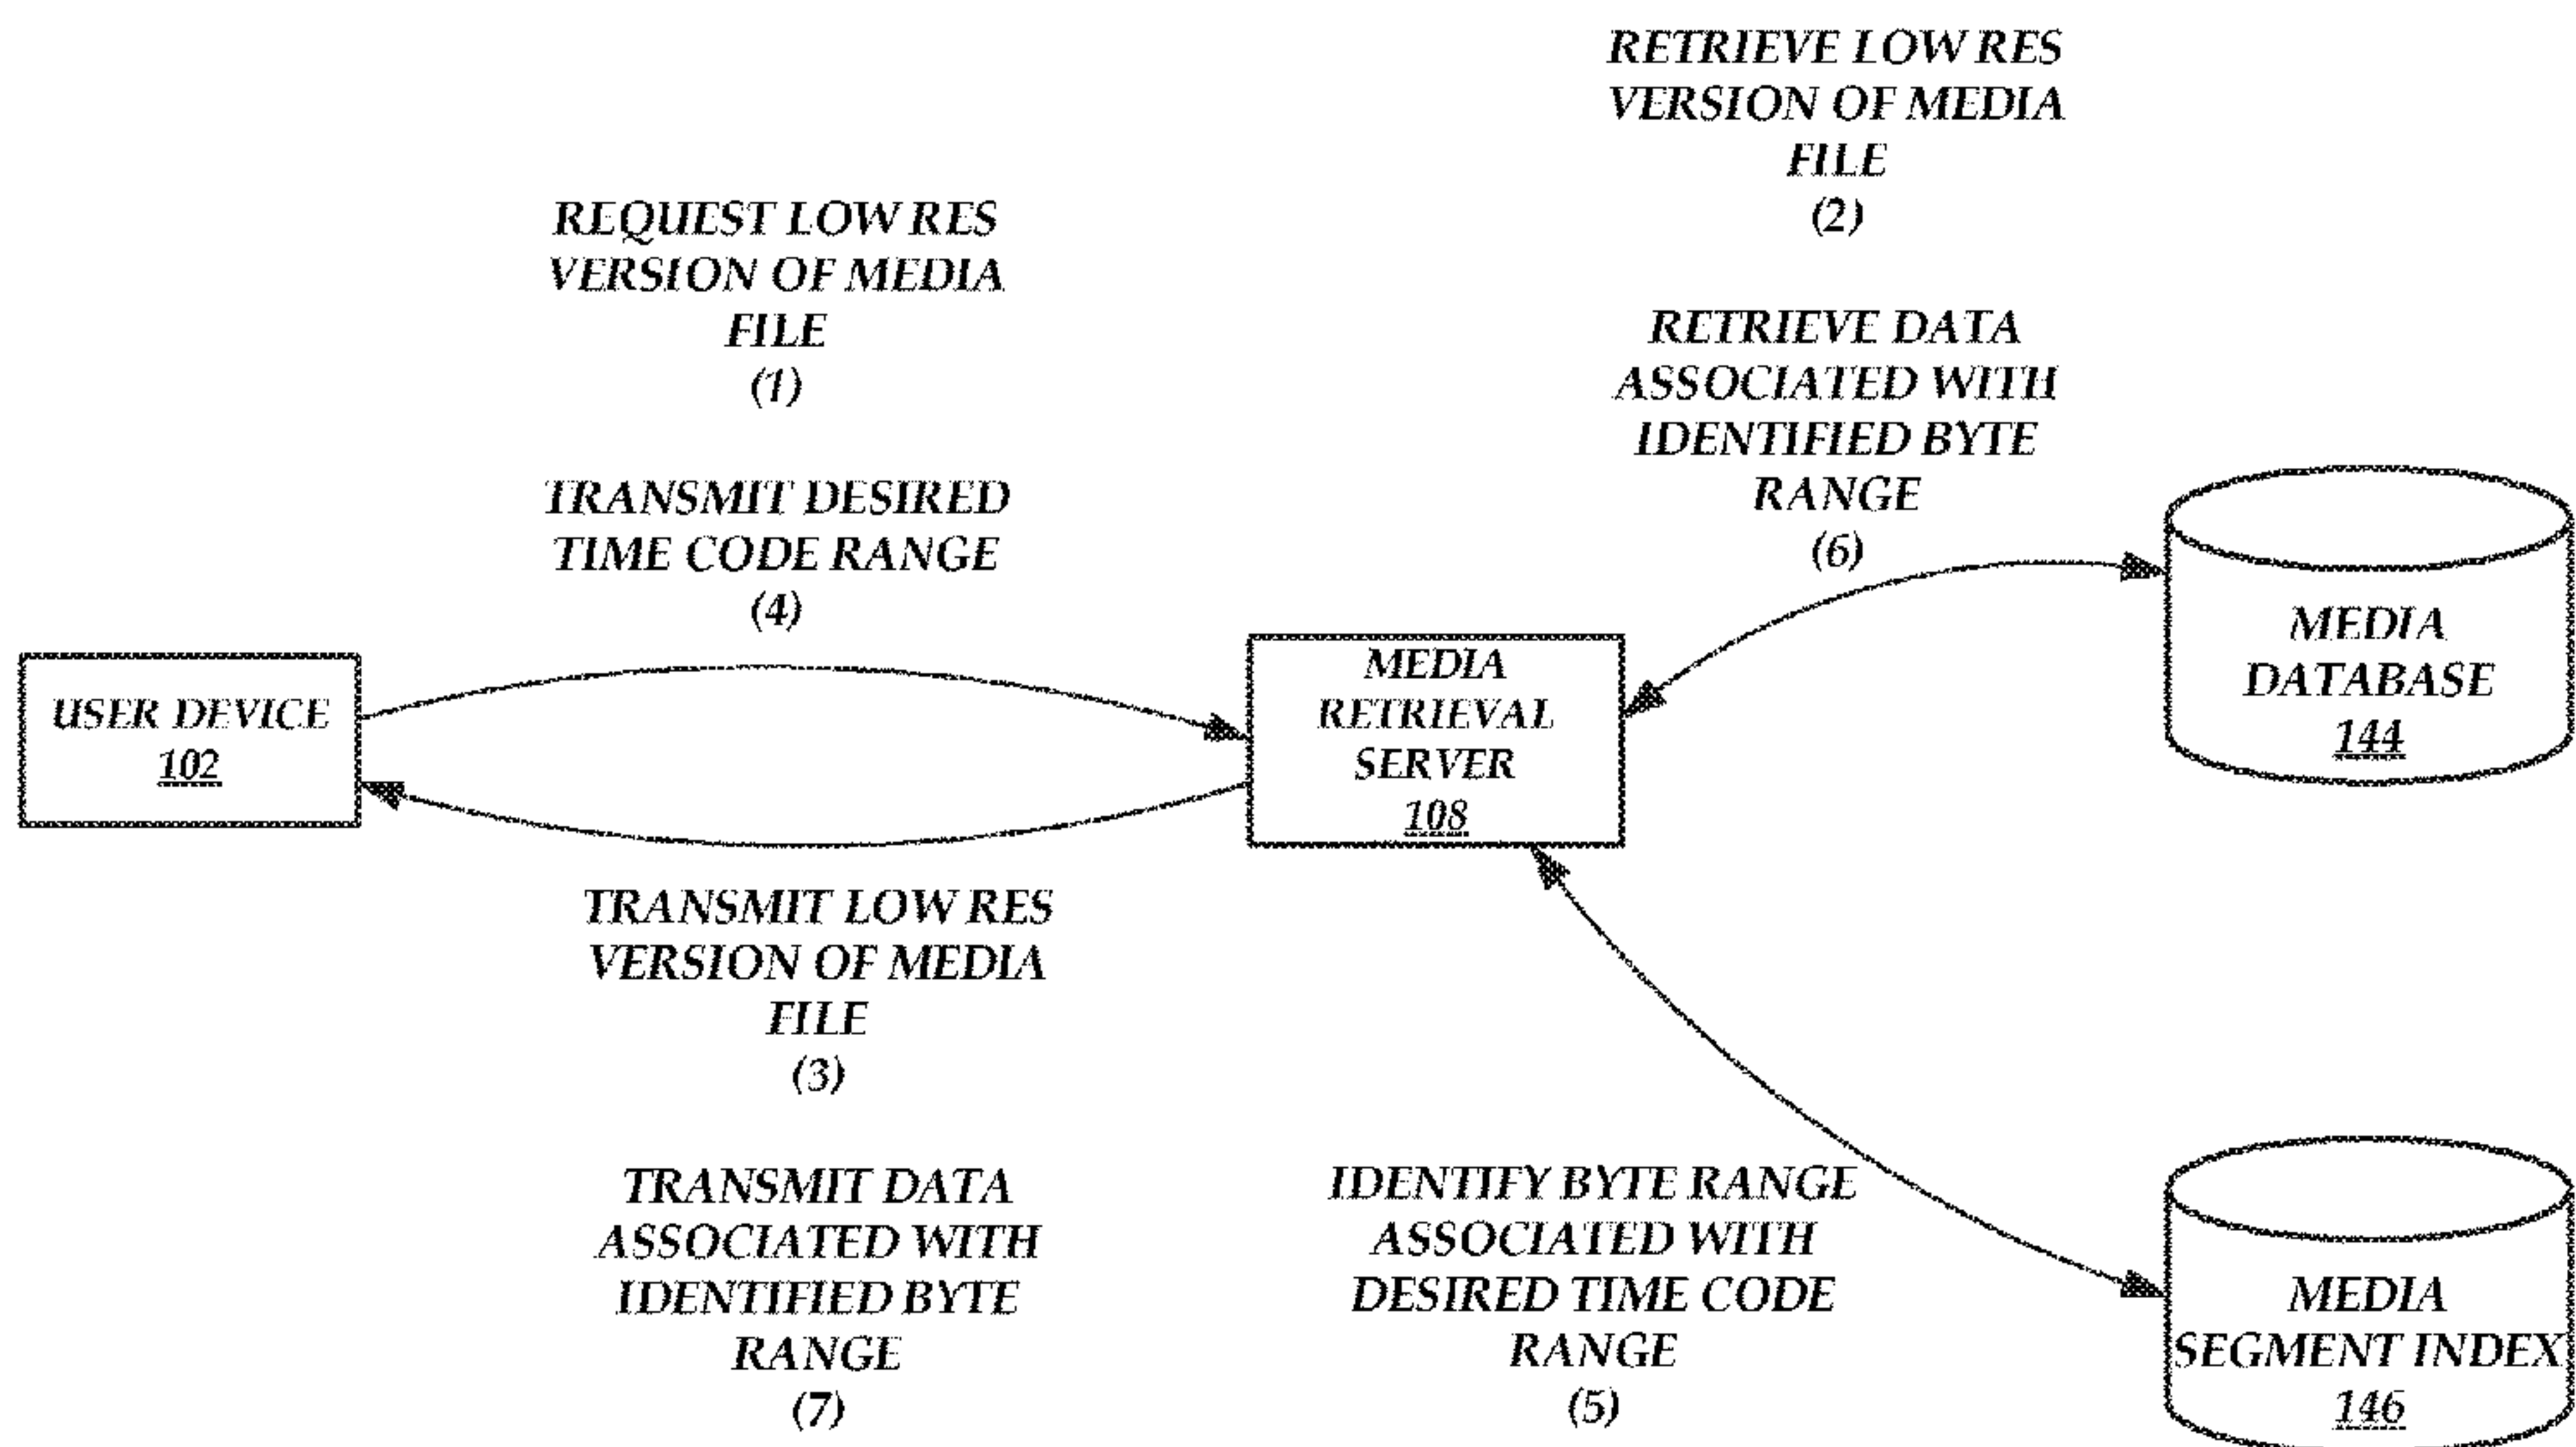 RETRIEVE LOW RES
VERSION OF MEDIA
FILE
(2)
REQUEST LOW RES
VERSION OF MEDIA
FILE
(1)
RETRIEVE DATA
ASSOCIATED WITH
IDENTIFIED BYTE
RANGE
(6)
TRANSMIT DESIRED
TIME CODE RANGE
(4)
USER DEVICE
102
MEDIA
RETRIEVAL
SERVER
108
MEDIA
DATABASE
144
TRANSMIT LOW RES
VERSION OF MEDIA
FILE
(3)
TRANSMIT DATA
ASSOCIATED WITH
IDENTIFIED BYTE
RANGE
(7)
IDENTIFY BYTE RANGE
ASSOCIATED WITH
DESIRED TIME CODE
RANGE
(5)
MEDIA
SEGMENT INDEX
146